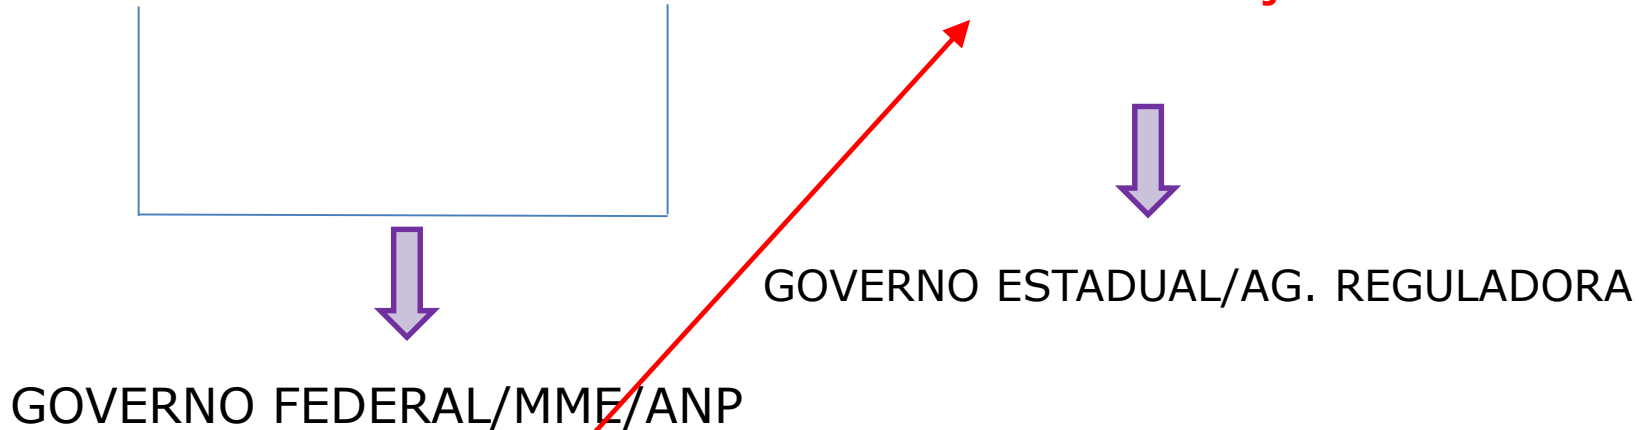 GOVERNO ESTADUAL/AG. REGULADORA
GOVERNO FEDERAL/MME/ANP